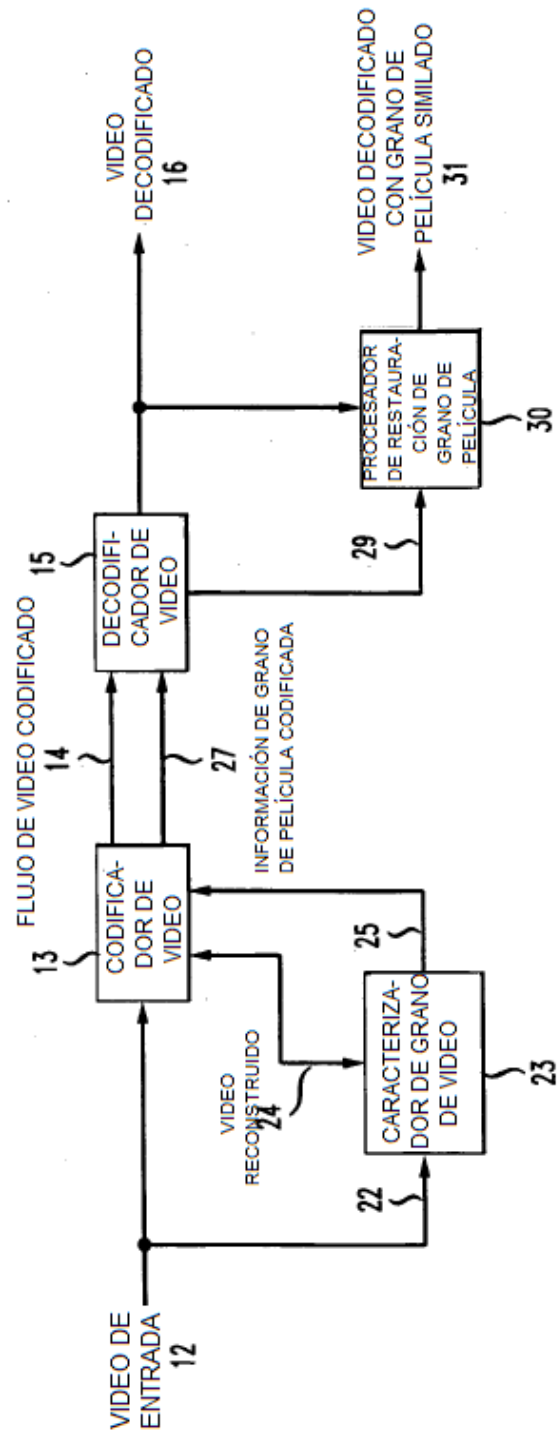 VIDEO DE
ENTRADA
12
22
13
CODIFICA-
DOR DE
VIDEO
VIDEO
RECONSTRUIDO
24
CARACTERIZA-
DOR DE GRANO
DE VIDEO
23
25
FLUJO DE VIDEO CODIFICADO
14
27
INFORMACIÓN DE GRANO
DE PELÍCULA CODIFICADA
15
DECODIFI-
CADOR DE
VIDEO
29
VIDEO
DECODIFICADO
16
PROCESADOR
DE RESTAURA-
CIÓN DE
GRANO DE
PELÍCULA
30
VIDEO DECODIFICADO
CON GRANO DE
PELÍCULA SIMILADO
31